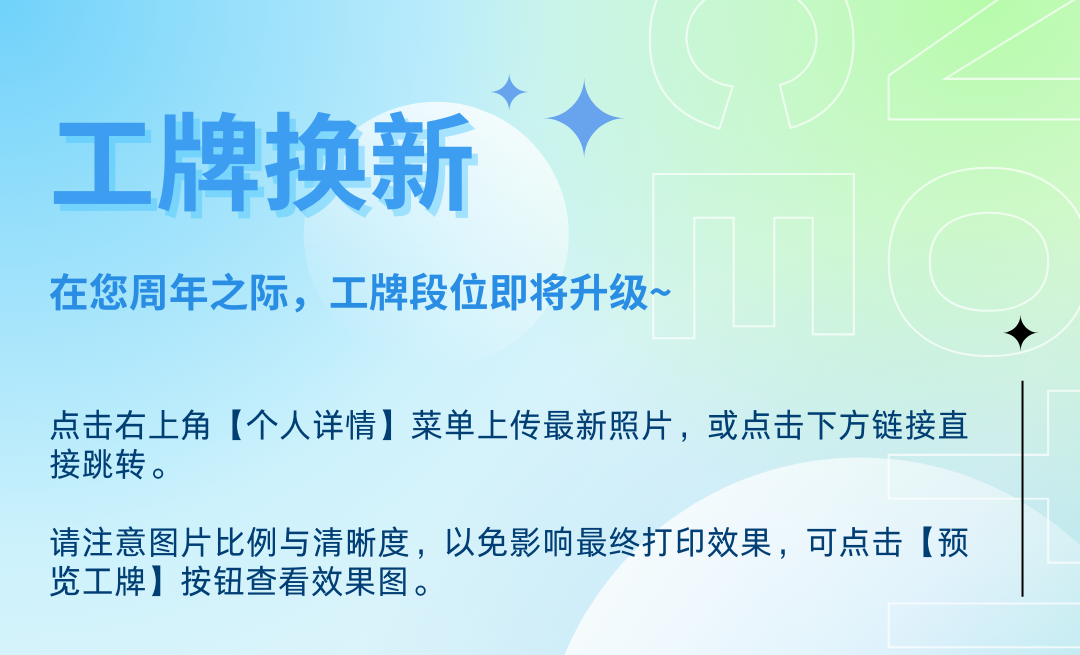 工牌换新
在您周年之际，工牌段位即将升级~
点击右上角【个人详情】菜单上传最新照片，或点击下方链接直
接跳转。
请注意图片比例与清晰度，以免影响最终打印效果，可点击【预
览工牌】按钮查看效果图。